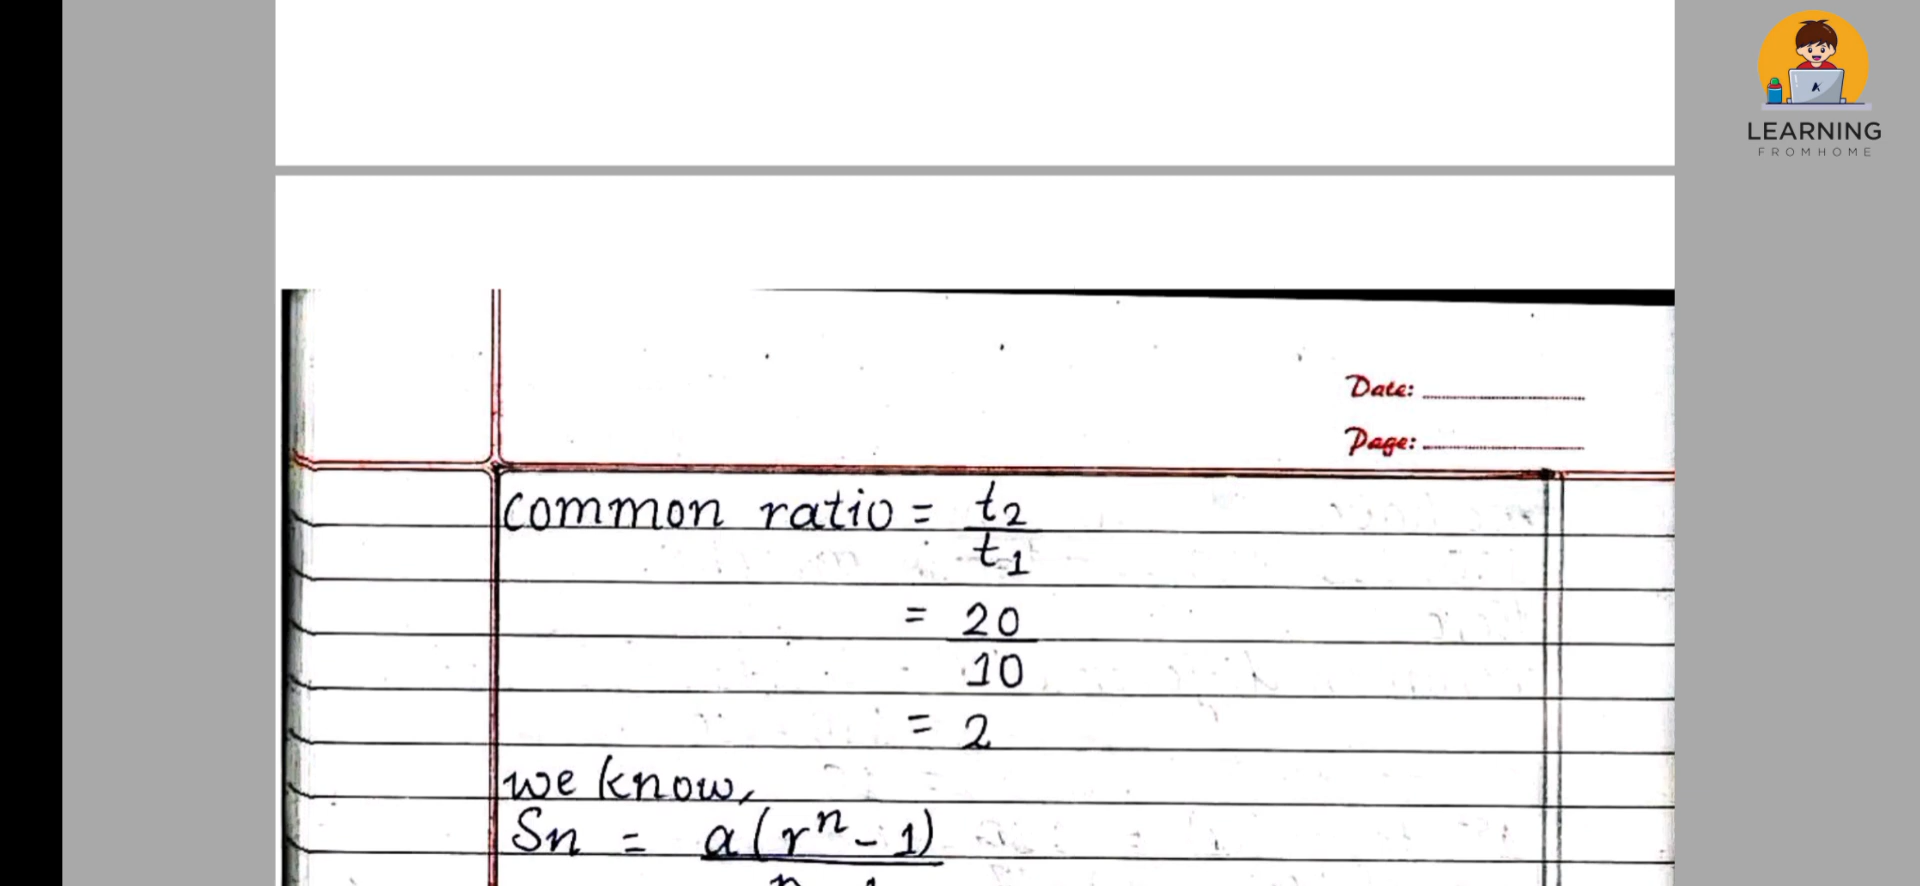 LEARNING
FROMHOME
Date:
Page:
common ratio = t2
t1
= 20
10
= 2
we know,
Sn = a(r^n - 1)